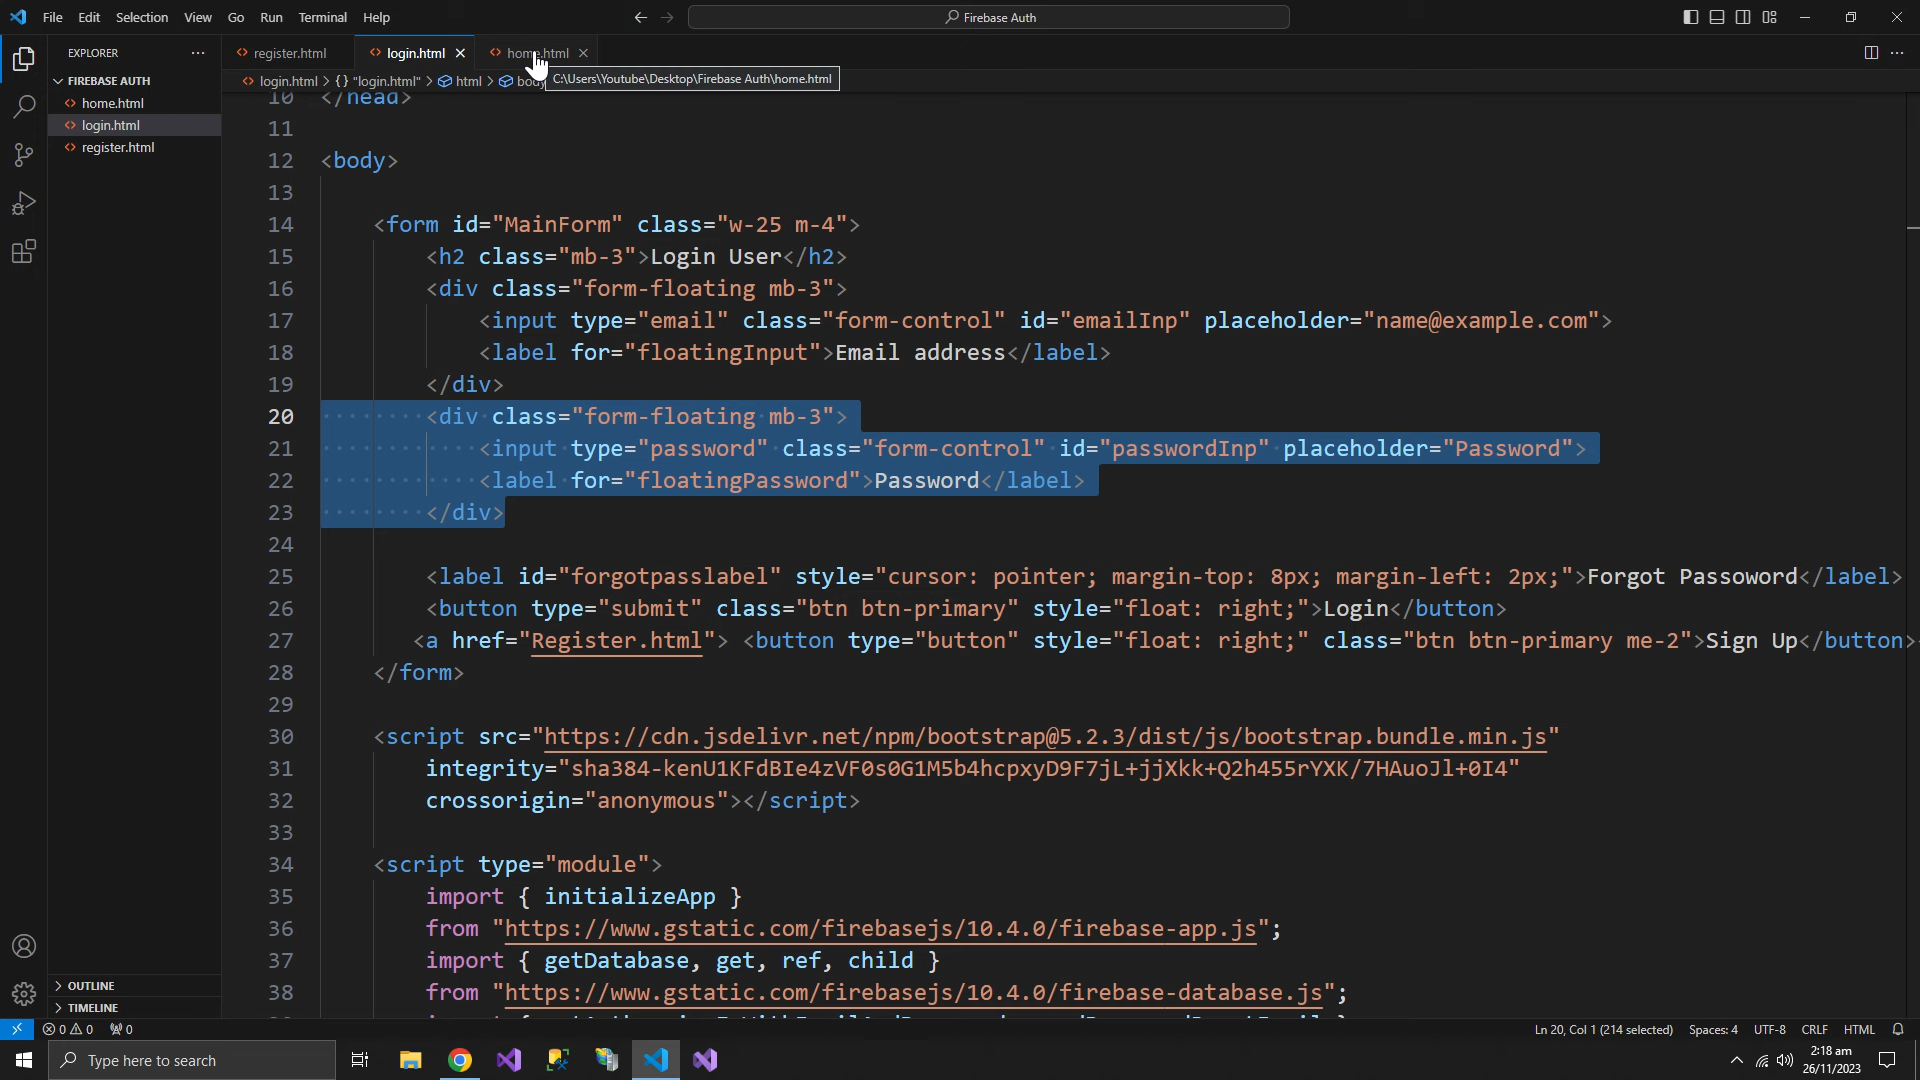 File Edit Selection View Go Run Terminal Help
Firebase Auth
EXPLORER
register.html
login.html
home.html
FIREBASE AUTH
login.html > {} "login.html" > html > body
C:\Users\Youtube\Desktop\Firebase Auth\home.html
home.html
login.html
register.html
10 </head>
11
12 <body>
13
14 <form id="MainForm" class="w-25 m-4">
15 <h2 class="mb-3">Login User</h2>
16 <div class="form-floating mb-3">
17 <input type="email" class="form-control" id="emailInp" placeholder="name@example.com">
18 <label for="floatingInput">Email address</label>
19 </div>
20 <div class="form-floating mb-3">
21 <input type="password" class="form-control" id="passwordInp" placeholder="Password">
22 <label for="floatingPassword">Password</label>
23 </div>
24
25 <label id="forgotpasslabel" style="cursor: pointer; margin-top: 8px; margin-left: 2px;">Forgot Passoword</label>
26 <button type="submit" class="btn btn-primary" style="float: right;">Login</button>
27 <a href="Register.html"> <button type="button" style="float: right;" class="btn btn-primary me-2">Sign Up</button>
28 </form>
29
30 <script src="https://cdn.jsdelivr.net/npm/bootstrap@5.2.3/dist/js/bootstrap.bundle.min.js"
31 integrity="sha384-kenU1KFdBIe4zVF0s0G1M5b4hcpxyD9F7jL+jjXkk+Q2h455rYXK/7HAuoJl+0I4"
32 crossorigin="anonymous"></script>
33
34 <script type="module">
35 import { initializeApp }
36 from "https://www.gstatic.com/firebasejs/10.4.0/firebase-app.js";
37 import { getDatabase, get, ref, child }
38 from "https://www.gstatic.com/firebasejs/10.4.0/firebase-database.js";
OUTLINE
TIMELINE
0 0 0
Ln 20, Col 1 (214 selected) Spaces: 4 UTF-8 CRLF HTML
Type here to search
2:18 am
26/11/2023